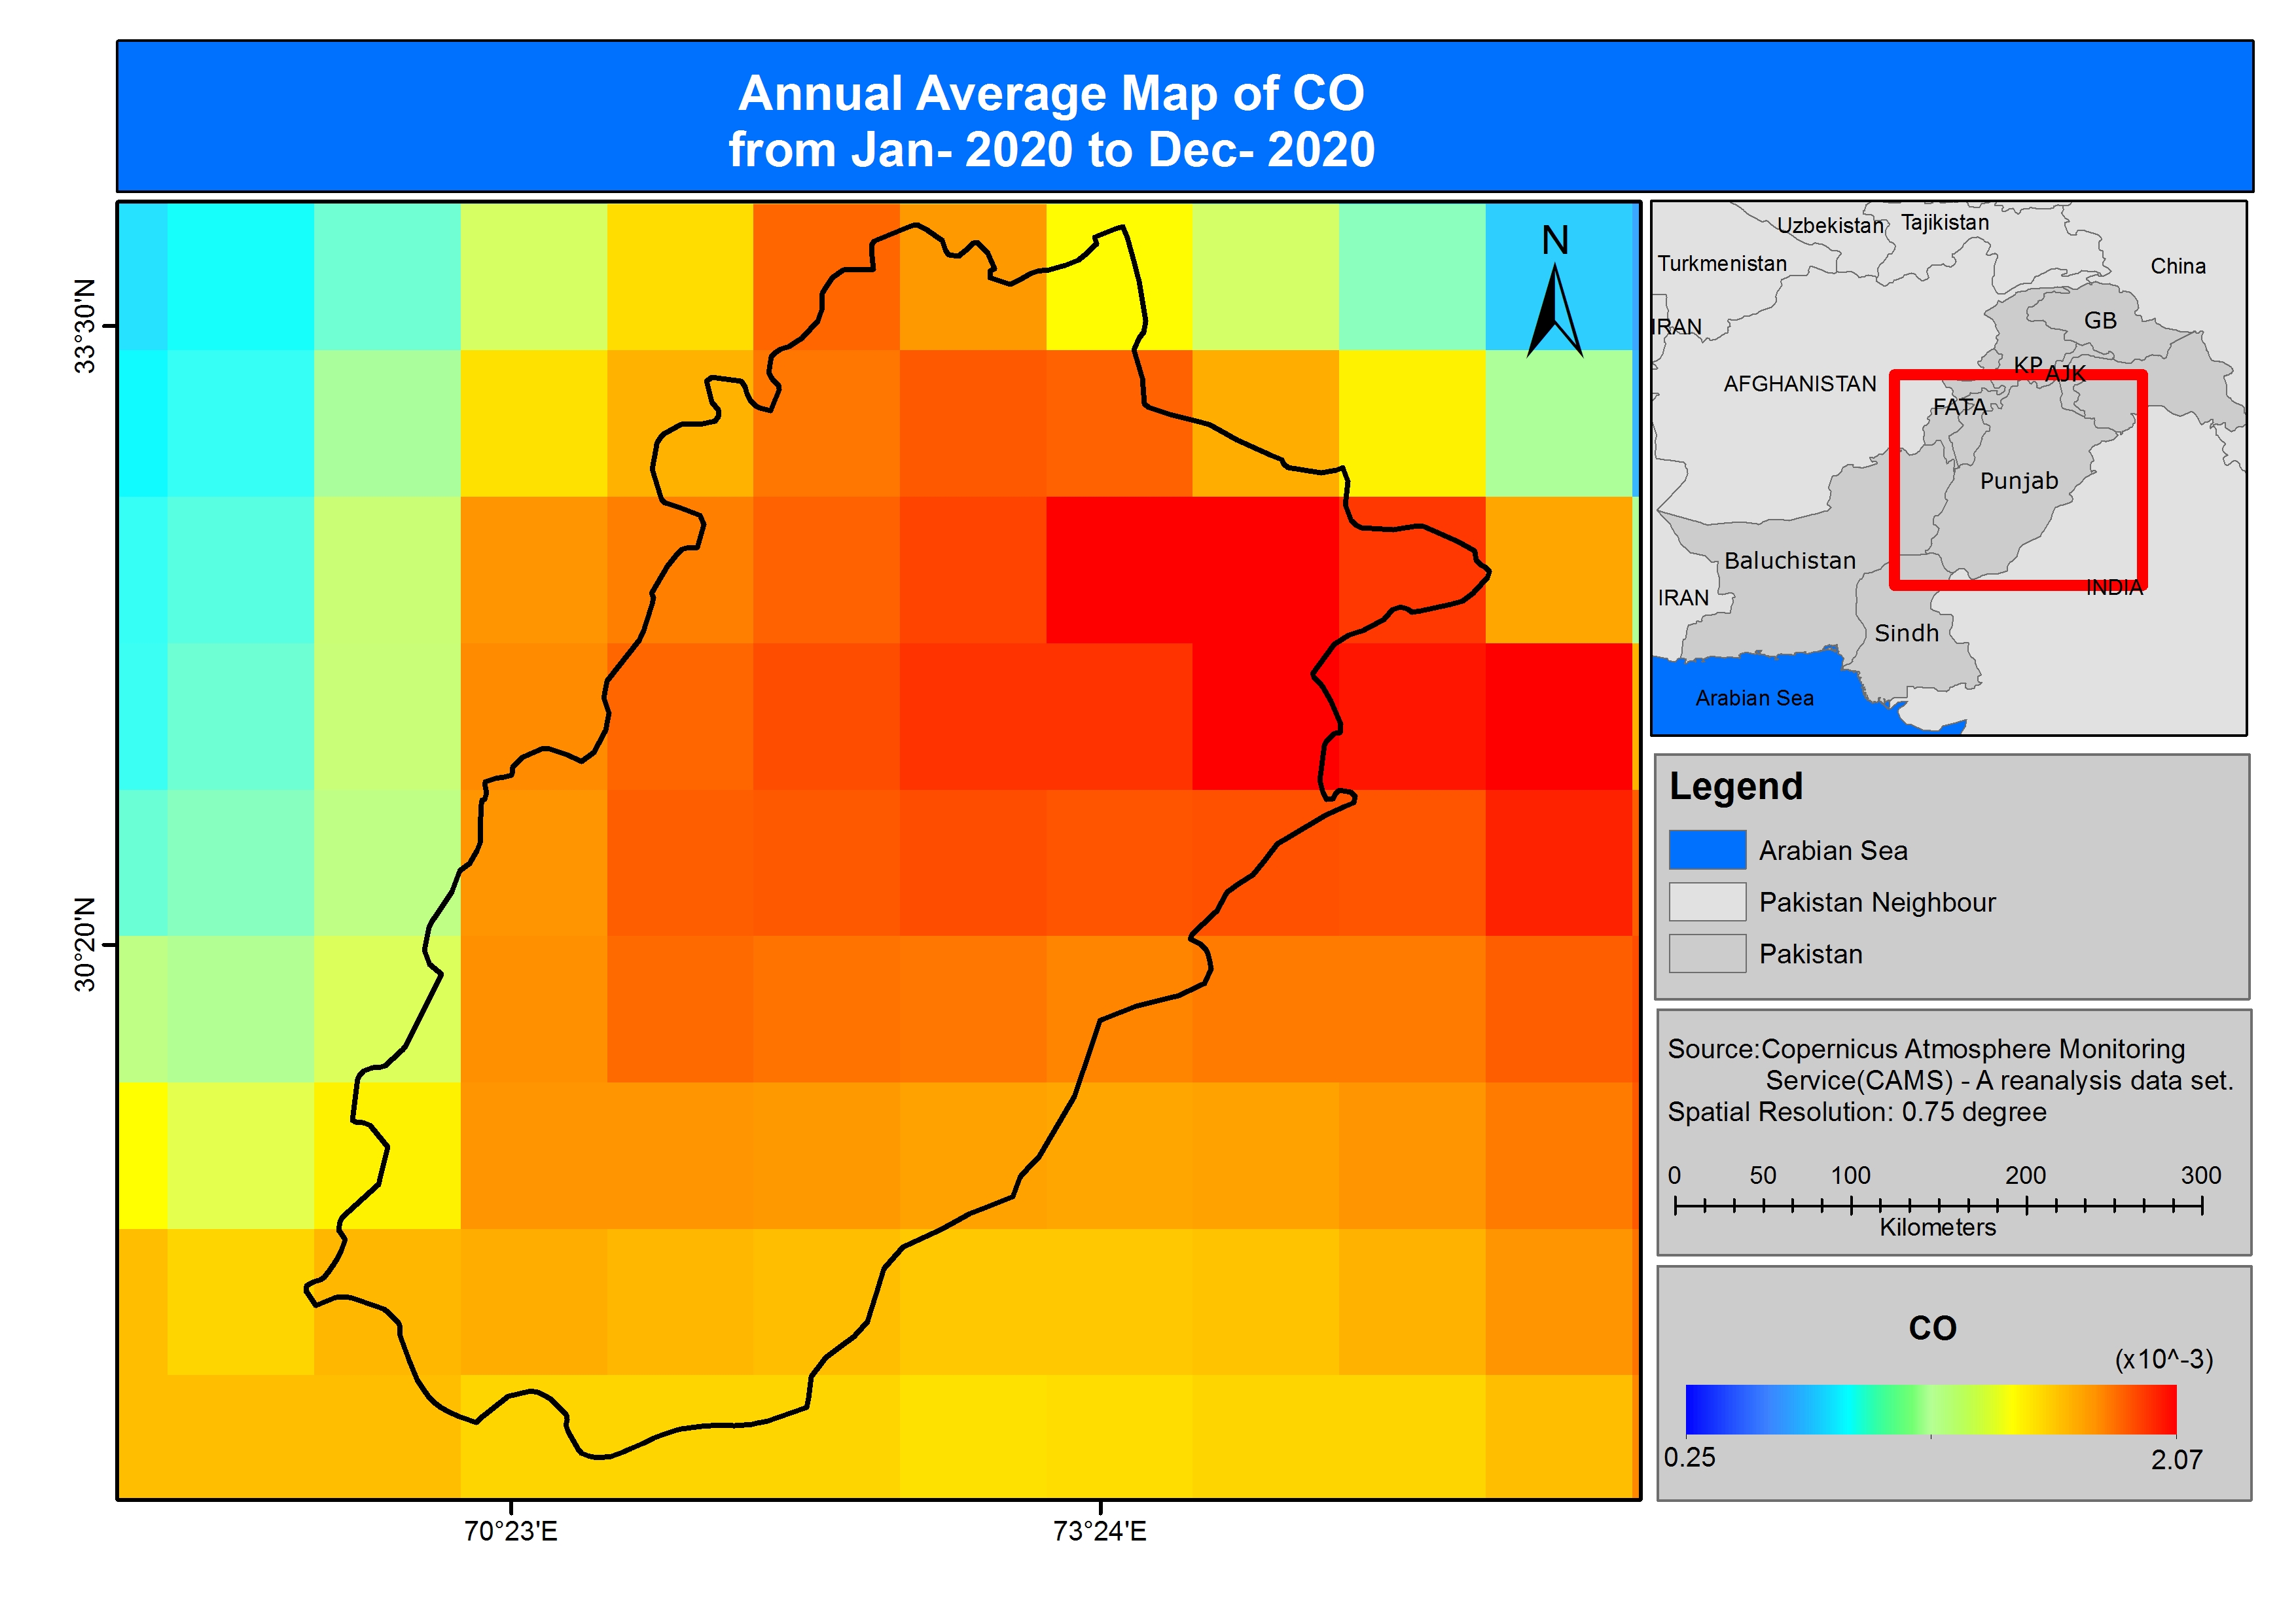 Annual Average Map of CO
from Jan- 2020 to Dec- 2020
33°30'N
30°20'N
70°23'E
73°24'E
N
Uzbekistan
Tajikistan
Turkmenistan
China
IRAN
GB
KP
AJK
AFGHANISTAN
FATA
Punjab
Baluchistan
IRAN
INDIA
Sindh
Arabian Sea
Legend
Arabian Sea
Pakistan Neighbour
Pakistan
Source:Copernicus Atmosphere Monitoring
Service(CAMS) - A reanalysis data set.
Spatial Resolution: 0.75 degree
0 50 100 200 300
Kilometers
CO
(x10^-3)
0.25 2.07